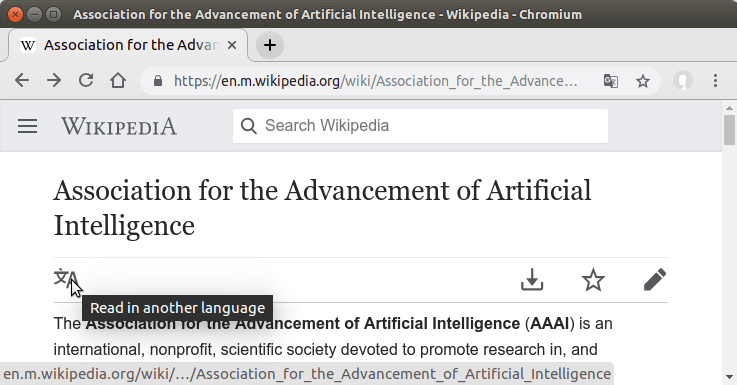 Association for the Advancement of Artificial Intelligence - Wikipedia - Chromium
W Association for the Advan
https://en.m.wikipedia.org/wiki/Association_for_the_Advance…
WIKIPEDIA Search Wikipedia
Association for the Advancement of Artificial
Intelligence
文A
Read in another language
The Association for the Advancement of Artificial Intelligence (AAAI) is an
international, nonprofit, scientific society devoted to promote research in, and
en.m.wikipedia.org/wiki/…/Association_of_the_Advancement_of_Artificial_Intelligence